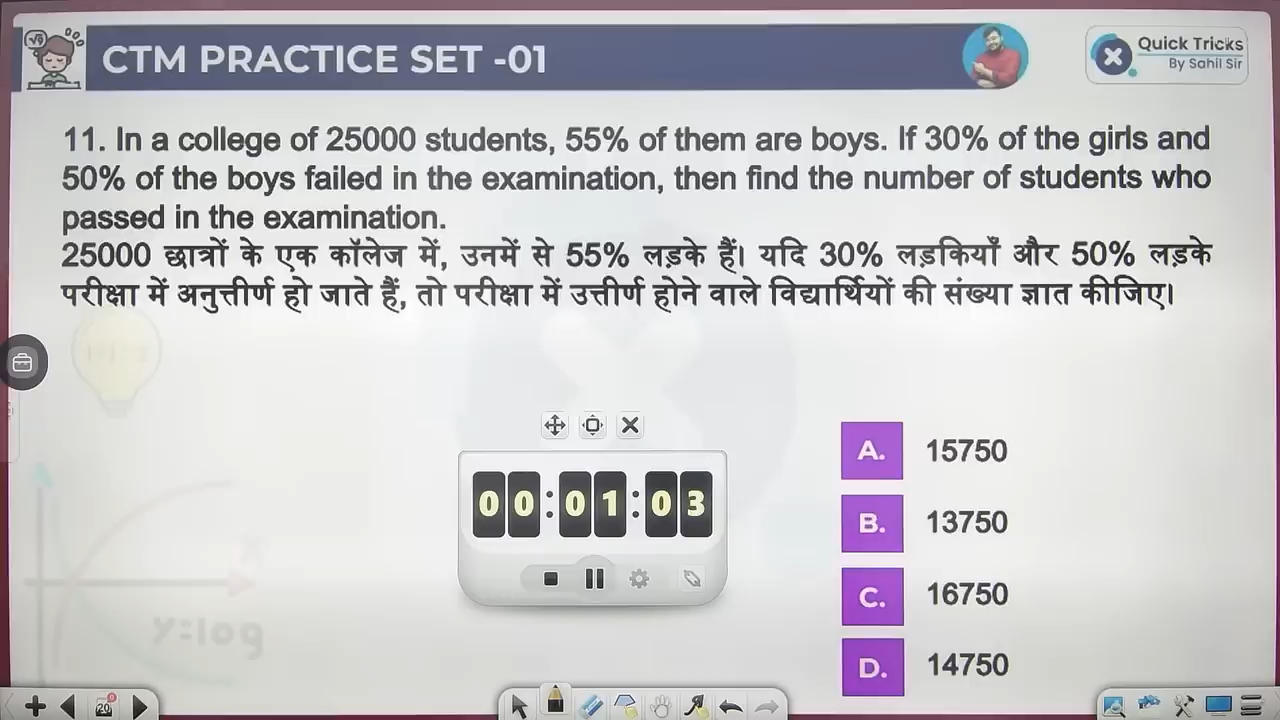 CTM PRACTICE SET -01
Quick Tricks
By Sahil Sir
11. In a college of 25000 students, 55% of them are boys. If 30% of the girls and
50% of the boys failed in the examination, then find the number of students who
passed in the examination.
25000 छात्रों के एक कॉलेज में, उनमें से 55% लड़के हैं। यदि 30% लड़कियाँ और 50% लड़के
परीक्षा में अनुत्तीर्ण हो जाते हैं, तो परीक्षा में उत्तीर्ण होने वाले विद्यार्थियों की संख्या ज्ञात कीजिए।
00:01:03
A. 15750
B. 13750
C. 16750
D. 14750
y=log
20